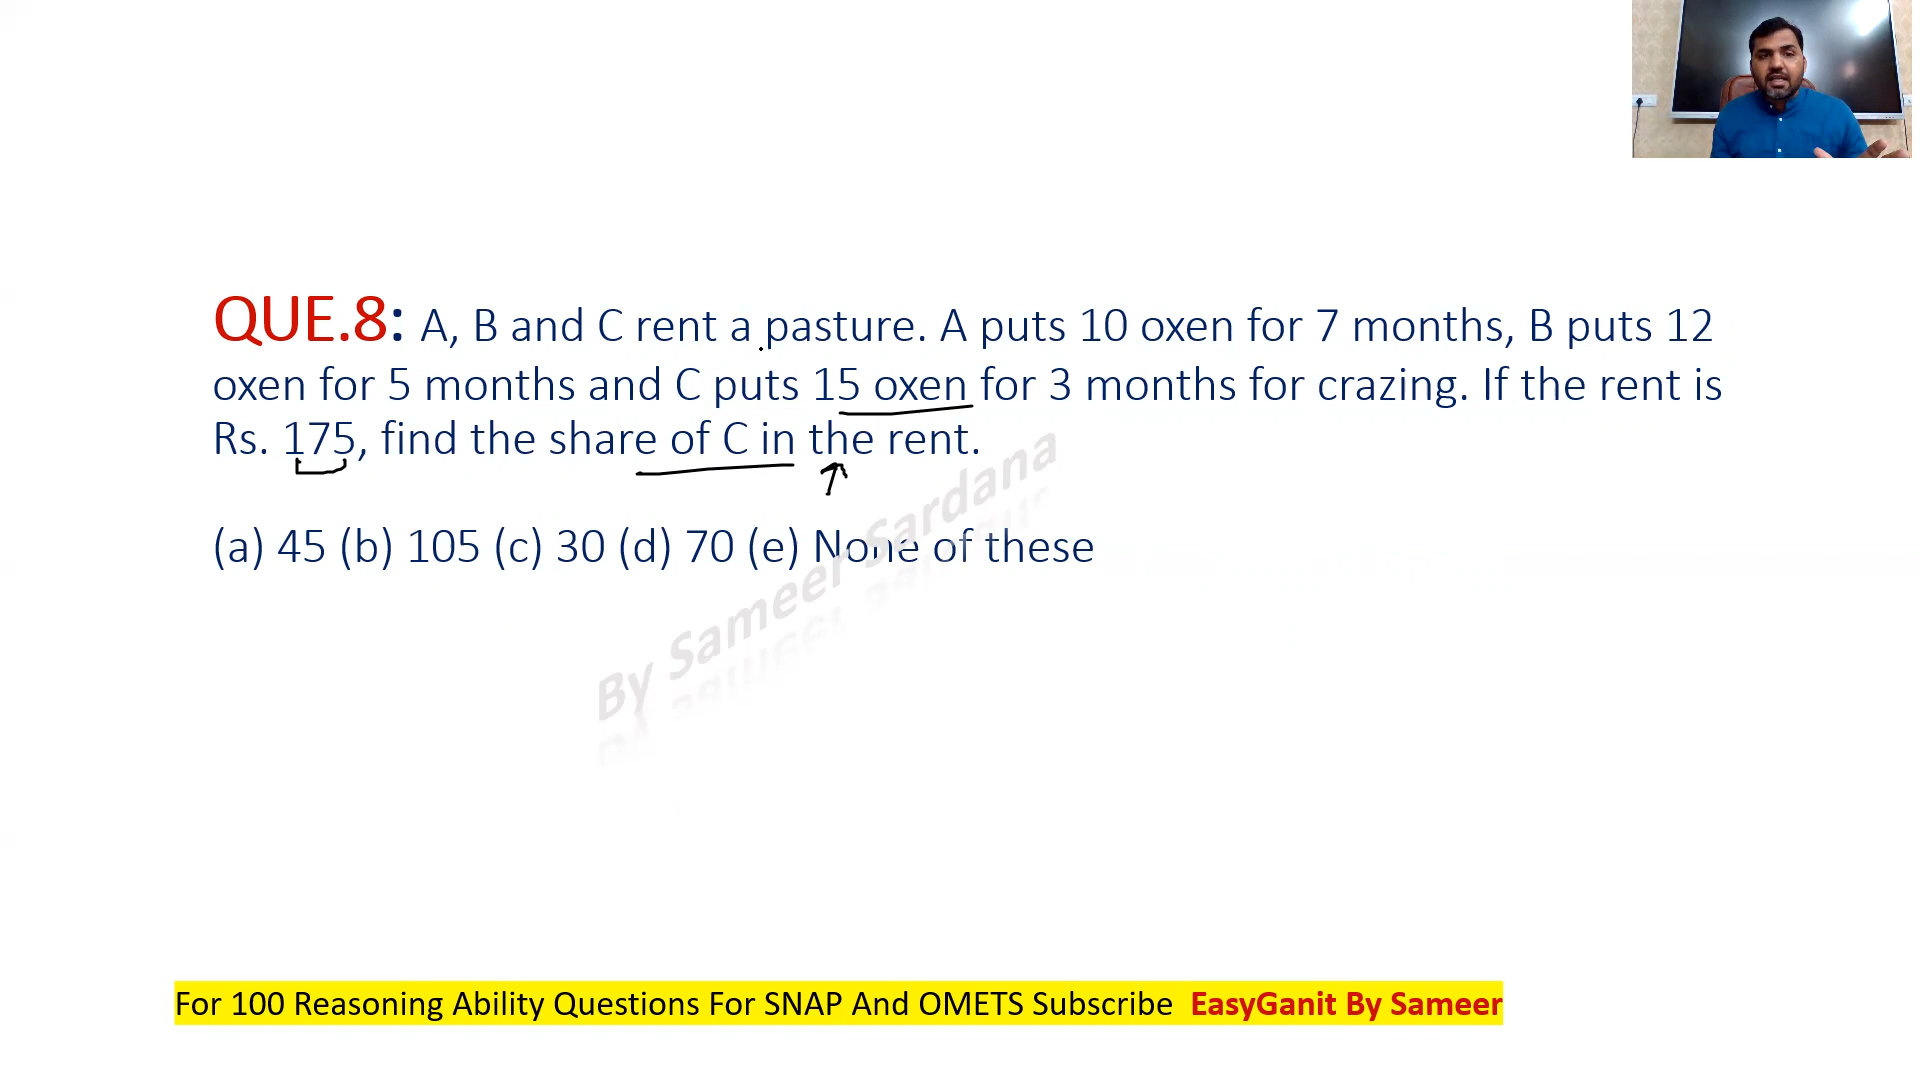 QUE.8: A, B and C rent a pasture. A puts 10 oxen for 7 months, B puts 12
oxen for 5 months and C puts 15 oxen for 3 months for crazing. If the rent is
Rs. 175, find the share of C in the rent.
(a) 45 (b) 105 (c) 30 (d) 70 (e) None of these
By Sameer Sardana
For 100 Reasoning Ability Questions For SNAP And OMETS Subscribe EasyGanit By Sameer